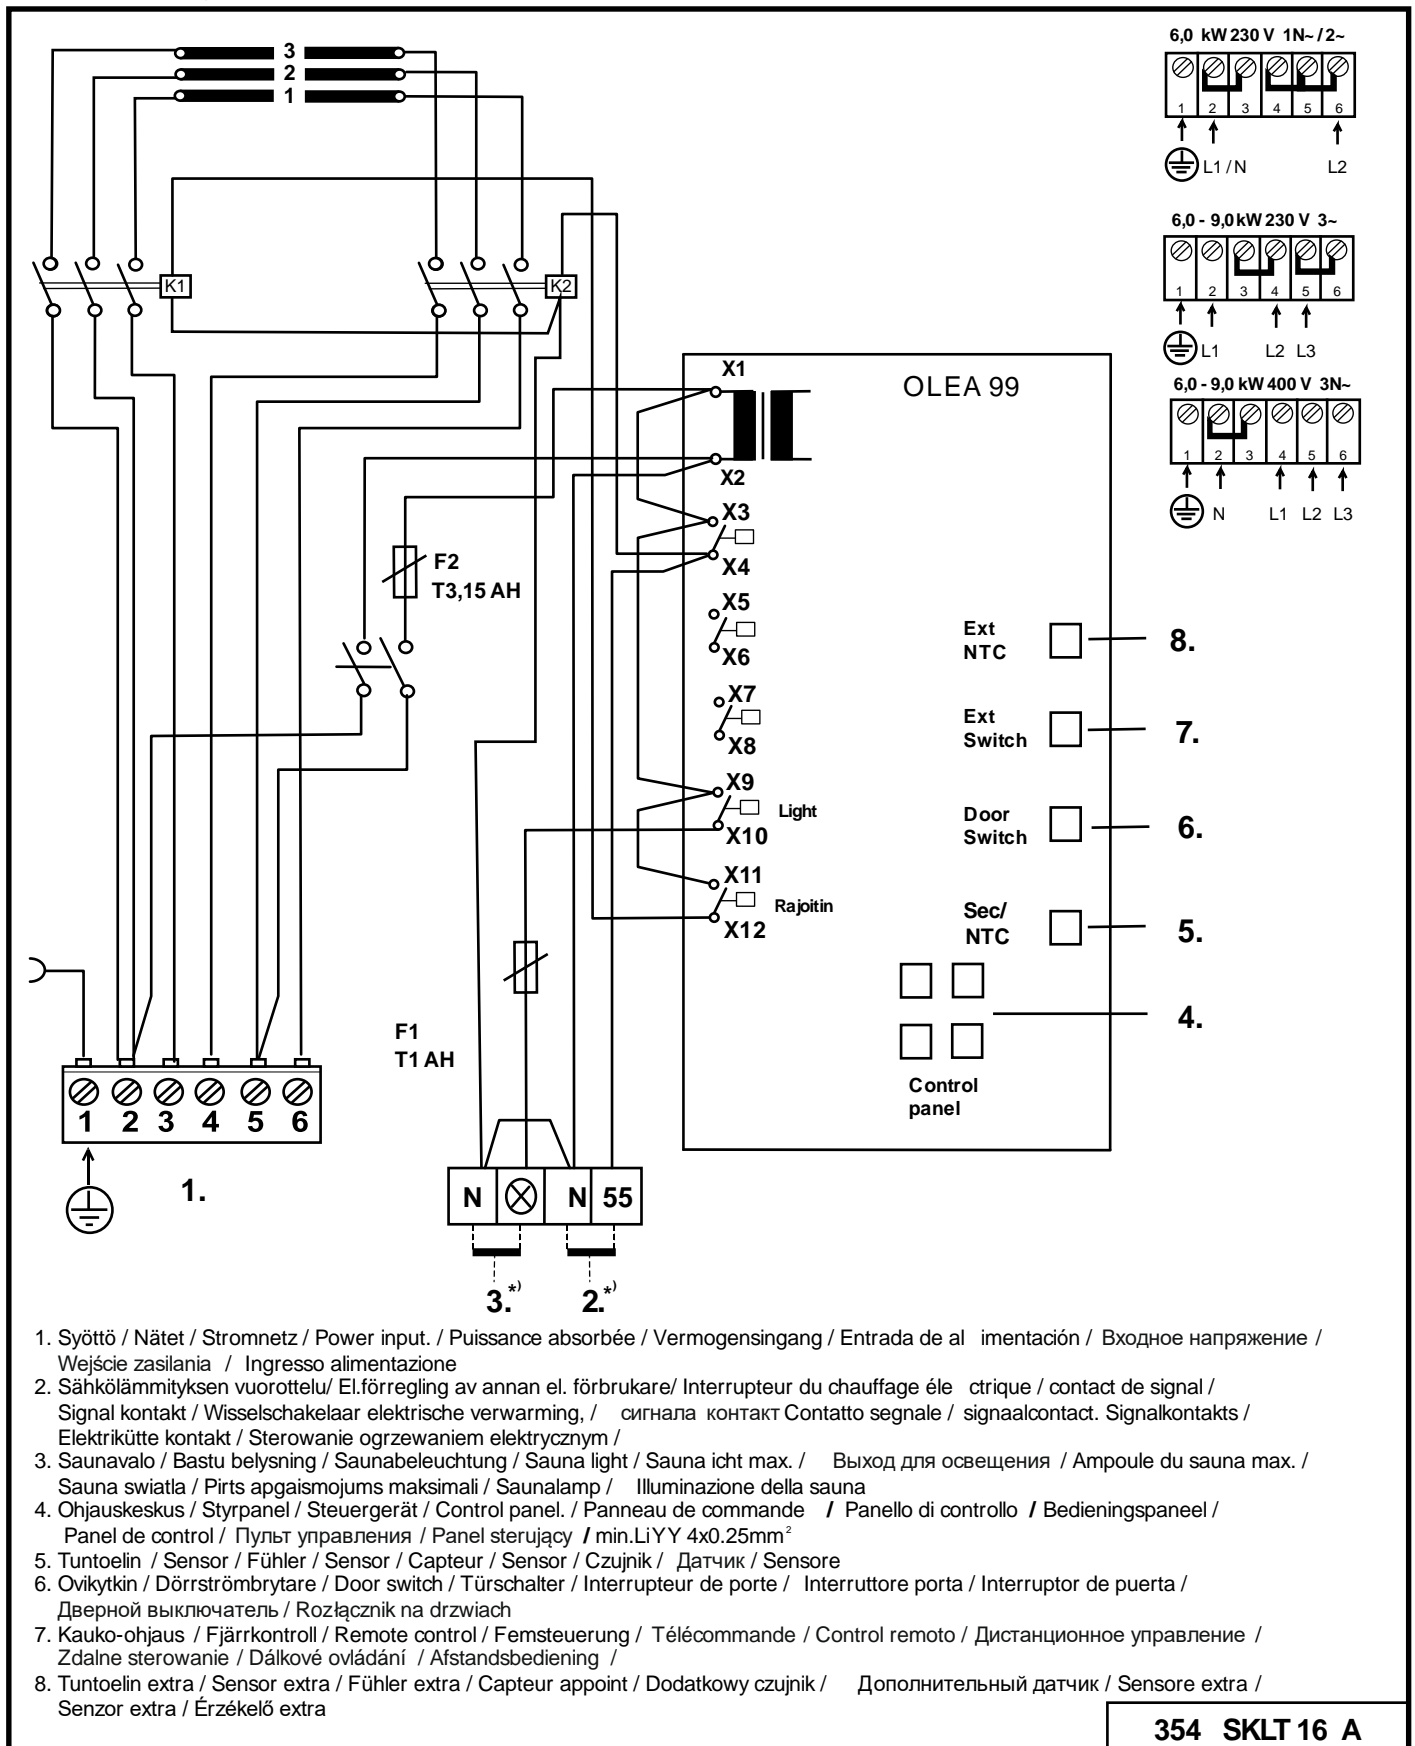 3
2
1
K1
K2
6,0 kW 230 V 1N~ / 2~
1 2 3 4 5 6
L1 / N L2
6,0 - 9,0 kW 230 V 3~
1 2 3 4 5 6
L1 L2 L3
6,0 - 9,0 kW 400 V 3N~
1 2 3 4 5 6
N L1 L2 L3
OLEA 99
X1
X2
X3
X4
X5
X6
X7
X8
X9
Light
X10
X11
Rajoitin
X12
F2
T3,15 AH
Ext
NTC
8.
Ext
Switch
7.
Door
Switch
6.
Sec/
NTC
5.
4.
Control
panel
F1
T1 AH
1 2 3 4 5 6
1.
N N 55
3.*) 2.*)
1. Syöttö / Nätet / Stromnetz / Power input. / Puissance absorbée / Vermogensingang / Entrada de al imentación / Входное напряжение /
Wejście zasilania / Ingresso alimentazione
2. Sähkölämmityksen vuorottelu/ El.förregling av annan el. förbrukare/ Interrupteur du chauffage éle ctrique / contact de signal /
Signal kontakt / Wisselschakelaar elektrische verwarming, / сигнала контакт Contatto segnale / signaalcontact. Signalkontakts /
Elektrikütte kontakt / Sterowanie ogrzewaniem elektrycznym /
3. Saunavalo / Bastu belysning / Saunabeleuchtung / Sauna light / Sauna icht max. / Выход для освещения / Ampoule du sauna max. /
Sauna swiatla / Pirts apgaismojums maksimali / Saunalamp / Illuminazione della sauna
4. Ohjauskeskus / Styrpanel / Steuergerät / Control panel. / Panneau de commande / Panello di controllo / Bedieningspaneel /
Panel de control / Пульт управления / Panel sterujący / min.LiYY 4x0.25mm²
5. Tuntoelin / Sensor / Fühler / Sensor / Capteur / Sensor / Czujnik / Датчик / Sensore
6. Ovikytkin / Dörrströmbrytare / Door switch / Türschalter / Interrupteur de porte / Interruttore porta / Interruptor de puerta /
Дверной выключатель / Rozłącznik na drzwiach
7. Kauko-ohjaus / Fjärrkontroll / Remote control / Femsteuerung / Télécommande / Control remoto / Дистанционное управление /
Zdalne sterowanie / Dálkové ovládání / Afstandsbediening /
8. Tuntoelin extra / Sensor extra / Fühler extra / Capteur appoint / Dodatkowy czujnik / Дополнительный датчик / Sensore extra /
Senzor extra / Érzékelő extra
354 SKLT 16 A